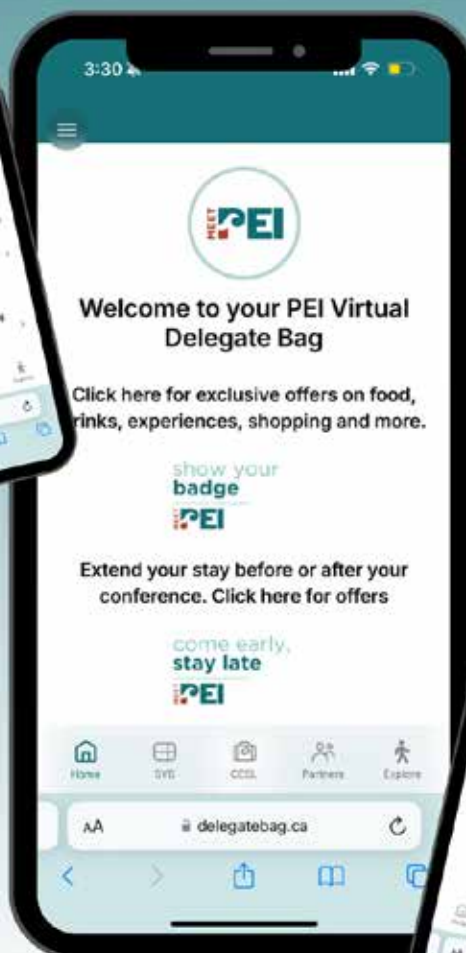 3:30
MEET PEI
Welcome to your PEI Virtual
Delegate Bag
Click here for exclusive offers on food,
rinks, experiences, shopping and more.
show your
badge
MEET PEI
Extend your stay before or after your
conference. Click here for offers
come early,
stay late
MEET PEI
Home SYB CESL Partners Explore
AA delegatebag.ca